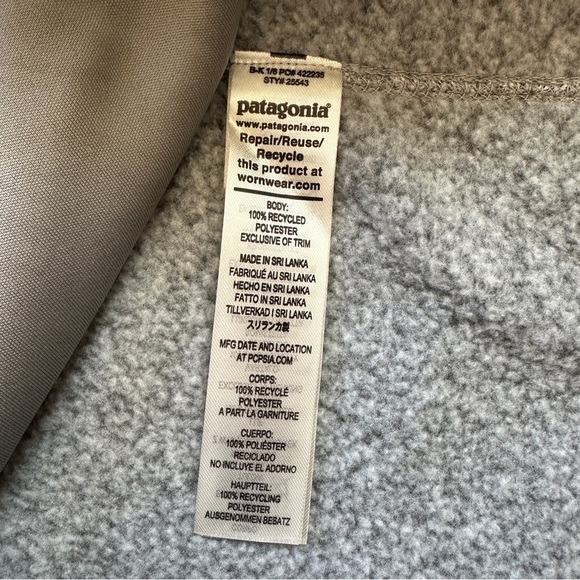 B-K 1/6 PO# 422235
STY# 25543
patagonia®
www.patagonia.com
Repair/Reuse/
Recycle
this product at
wornwear.com
BODY:
100% RECYCLED
POLYESTER
EXCLUSIVE OF TRIM
MADE IN SRI LANKA
FABRIQUÉ AU SRI LANKA
HECHO EN SRI LANKA
FATTO IN SRI LANKA
TILLVERKAD I SRI LANKA
スリランカ製
MFG DATE AND LOCATION
AT PCPSIA.COM
CORPS:
100% RECYCLÉ
POLYESTER
A PART LA GARNITURE
CUERPO:
100% POLIÉSTER
RECICLADO
NO INCLUYE EL ADORNO
HAUPTTEIL:
100% RECYCLING
POLYESTER
AUSGENOMMEN BESATZ